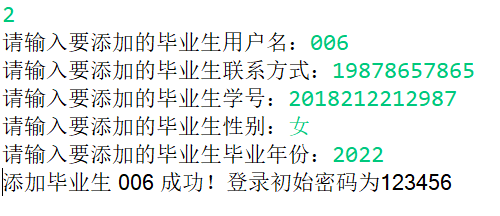 2
请输入要添加的毕业生用户名：006
请输入要添加的毕业生联系方式：19878657865
请输入要添加的毕业生学号：2018212212987
请输入要添加的毕业生性别：女
请输入要添加的毕业生毕业年份：2022
添加毕业生 006 成功！登录初始密码为123456